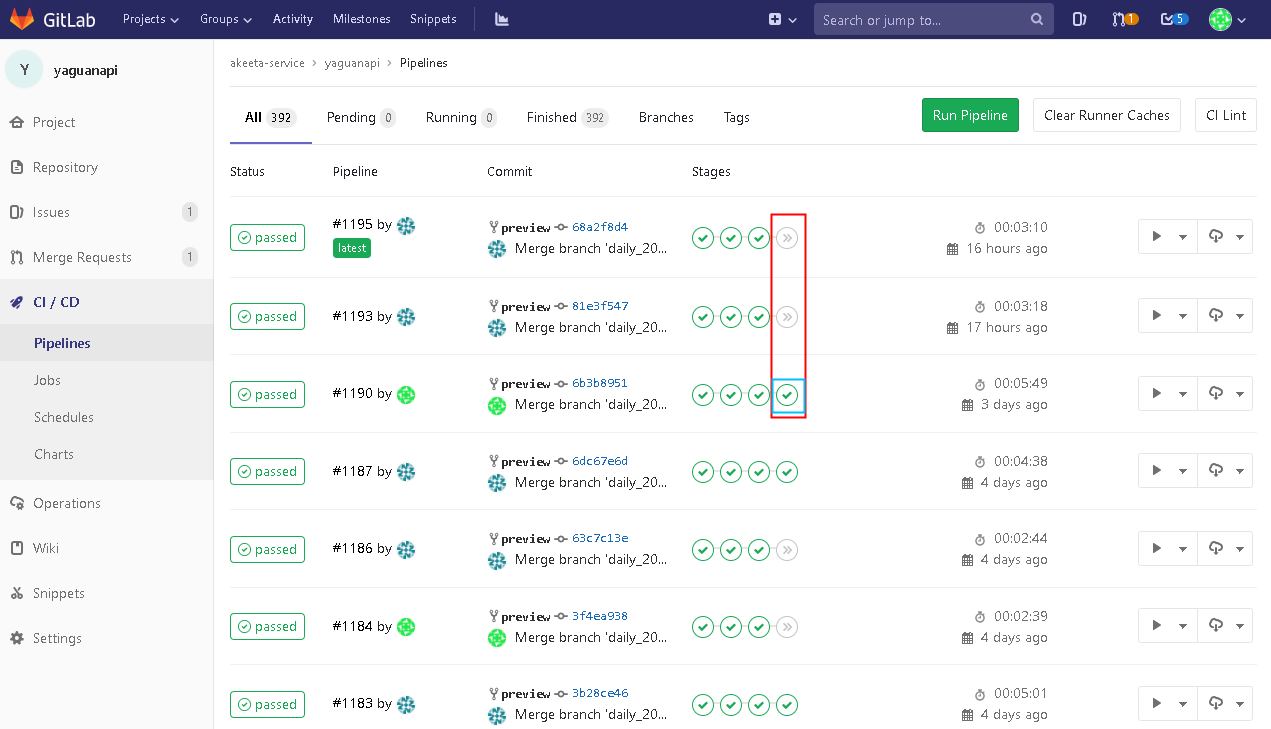 GitLab Projects Groups Activity Milestones Snippets Search or jump to... 1 5
Y yaguanapi
Project
Repository
Issues 1
Merge Requests 1
CI / CD
Pipelines
Jobs
Schedules
Charts
Operations
Wiki
Snippets
Settings
akeeta-service > yaguanapi > Pipelines
All 392 Pending 0 Running 0 Finished 392 Branches Tags Run Pipeline Clear Runner Caches CI Lint
Status Pipeline Commit Stages
passed #1195 by preview 68a2f8d4 00:03:10
latest Merge branch 'daily_20... 16 hours ago
passed #1193 by preview 81e3f547 00:03:18
Merge branch 'daily_20... 17 hours ago
passed #1190 by preview 6b3b8951 00:05:49
Merge branch 'daily_20... 3 days ago
passed #1187 by preview 6dc67e6d 00:04:38
Merge branch 'daily_20... 4 days ago
passed #1186 by preview 63c7c13e 00:02:44
Merge branch 'daily_20... 4 days ago
passed #1184 by preview 3f4ea938 00:02:39
Merge branch 'daily_20... 4 days ago
passed #1183 by preview 3b28ce46 00:05:01
Merge branch 'daily_20... 4 days ago